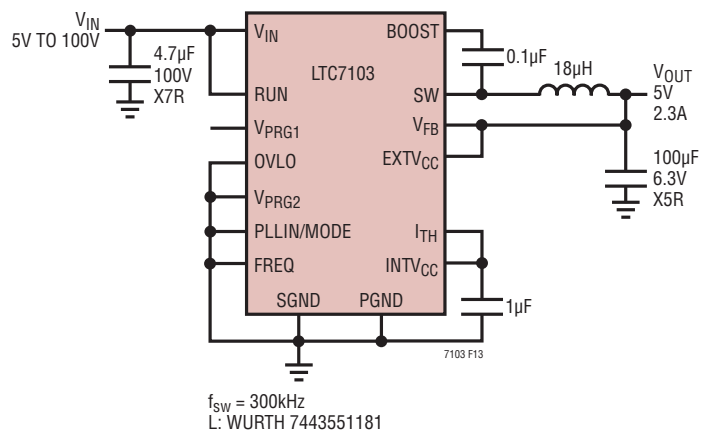 VIN
5V TO 100V
4.7µF
100V
X7R
VIN
RUN
VPRG1
OVLO
VPRG2
PLLIN/MODE
FREQ
LTC7103
SGND
PGND
BOOST
SW
VFB
EXTVCC
ITH
INTVCC
0.1µF
18µH
VOUT
5V
2.3A
100µF
6.3V
X5R
1µF
7103 F13
fSW = 300kHz
L: WURTH 7443551181